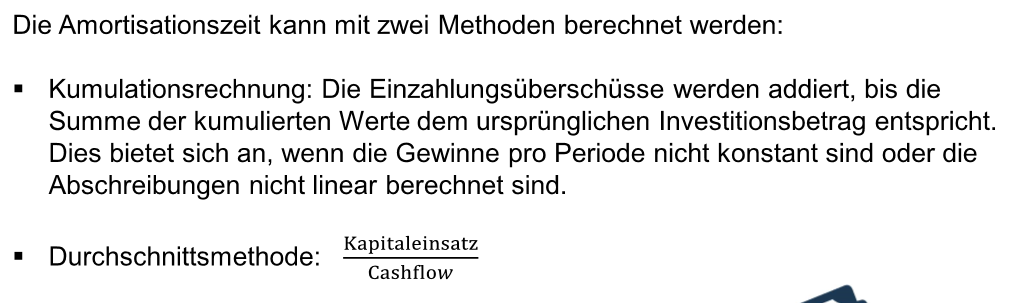 Die Amortisationszeit kann mit zwei Methoden berechnet werden:
▪ Kumulationsrechnung: Die Einzahlungsüberschüsse werden addiert, bis die
Summe der kumulierten Werte dem ursprünglichen Investitionsbetrag entspricht.
Dies bietet sich an, wenn die Gewinne pro Periode nicht konstant sind oder die
Abschreibungen nicht linear berechnet sind.
▪ Durchschnittsmethode: Kapitaleinsatz
Cashflow